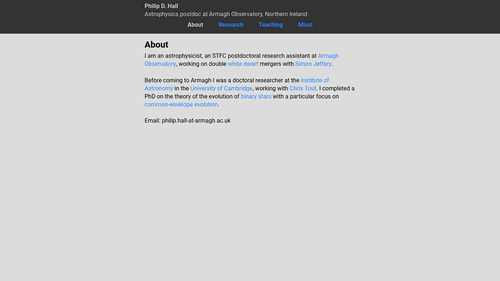 Philip D. Hall
Astrophysics postdoc at Armagh Observatory, Northern Ireland
About Research Teaching Miscl
About
I am an astrophysicist, an STFC postdoctoral research assistant at Armagh
Observatory, working on double white dwarf mergers with Simon Jeffery.
Before coming to Armagh I was a doctoral researcher at the Institute of
Astronomy in the University of Cambridge, working with Chris Tout. I completed a
PhD on the theory of the evolution of binary stars with a particular focus on
common-envelope evolution.
Email: philip.hall-at-armagh.ac.uk